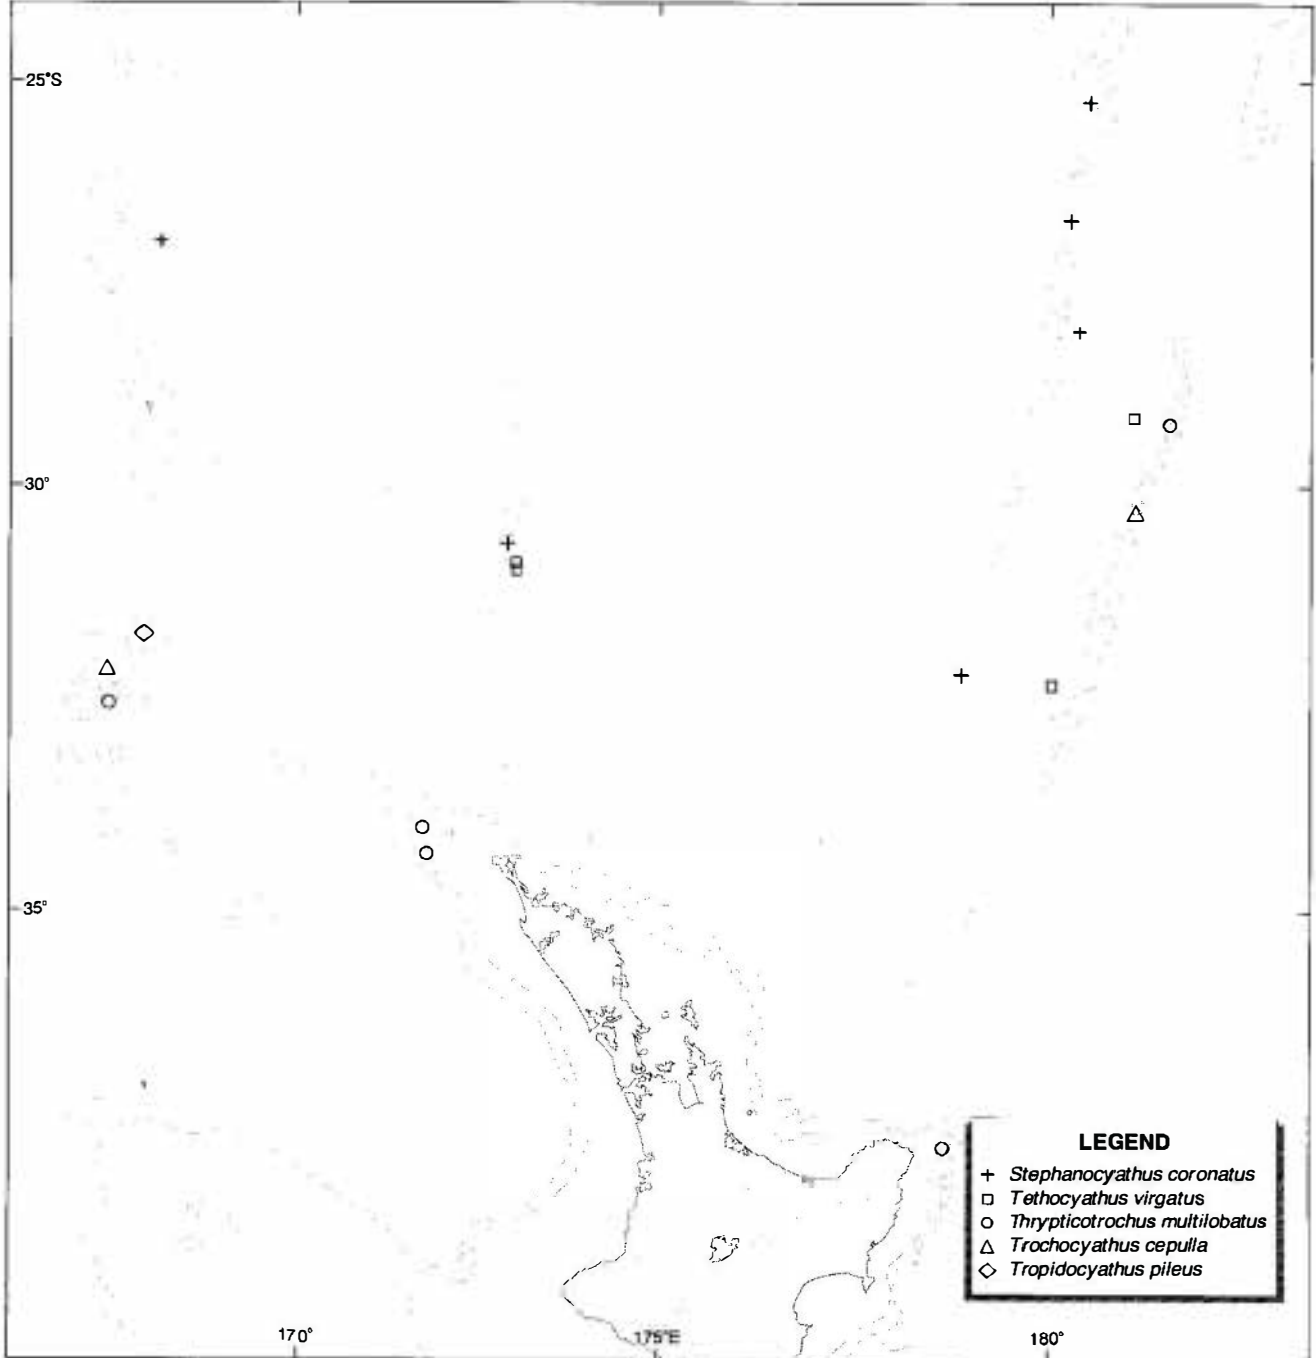 25°S
30°
35°
170°
175°E
180°
LEGEND
Stephanocyathus coronatus
Tethocyathus virgatus
Thrypticotrochus multilobatus
Trochocyathus cepulla
Tropidocyathus pileus